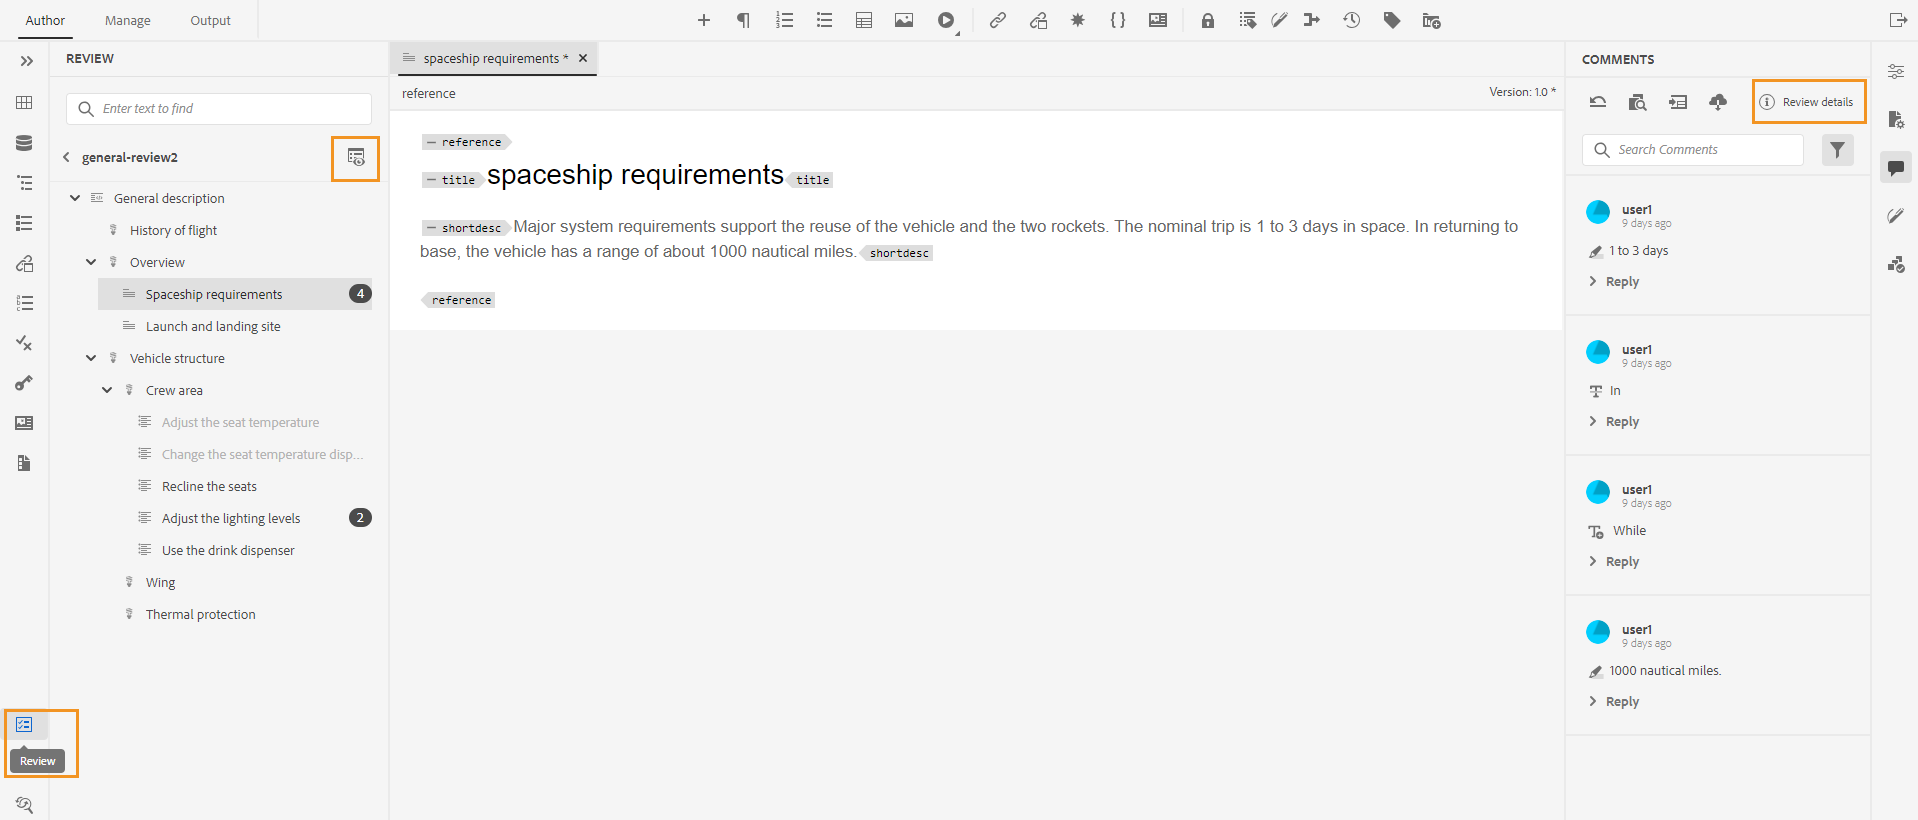 Author
Manage
Output
REVIEW
Enter text to find
general-review2
General description
History of flight
Overview
Spaceship requirements
4
Launch and landing site
Vehicle structure
Crew area
Adjust the seat temperature
Change the seat temperature disp...
Recline the seats
Adjust the lighting levels
2
Use the drink dispenser
Wing
Thermal protection
Review
spaceship requirements *
reference
Version: 1.0 *
reference
title spaceship requirements title
shortdesc Major system requirements support the reuse of the vehicle and the two rockets. The nominal trip is 1 to 3 days in space. In returning to
base, the vehicle has a range of about 1000 nautical miles. shortdesc
reference
COMMENTS
Review details
Search Comments
user1
9 days ago
1 to 3 days
Reply
user1
9 days ago
In
Reply
user1
9 days ago
While
Reply
user1
9 days ago
1000 nautical miles.
Reply